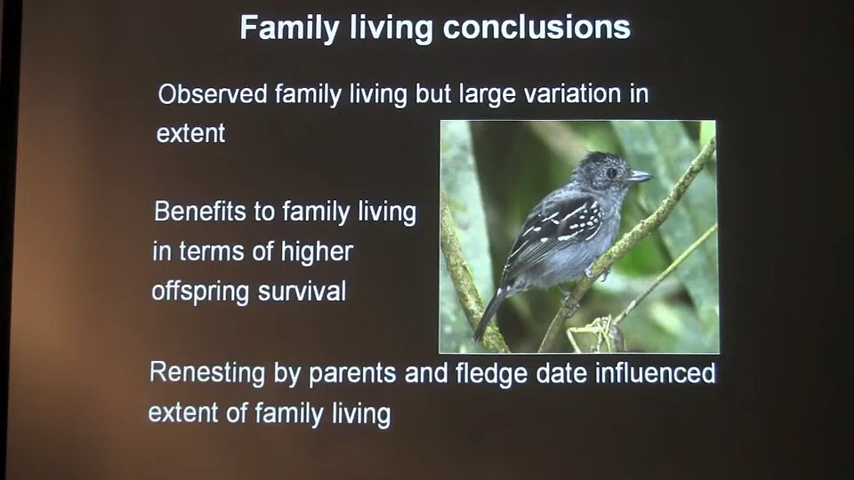 Family living conclusions
Observed family living but large variation in
extent
Benefits to family living
in terms of higher
offspring survival
Renesting by parents and fledge date influenced
extent of family living